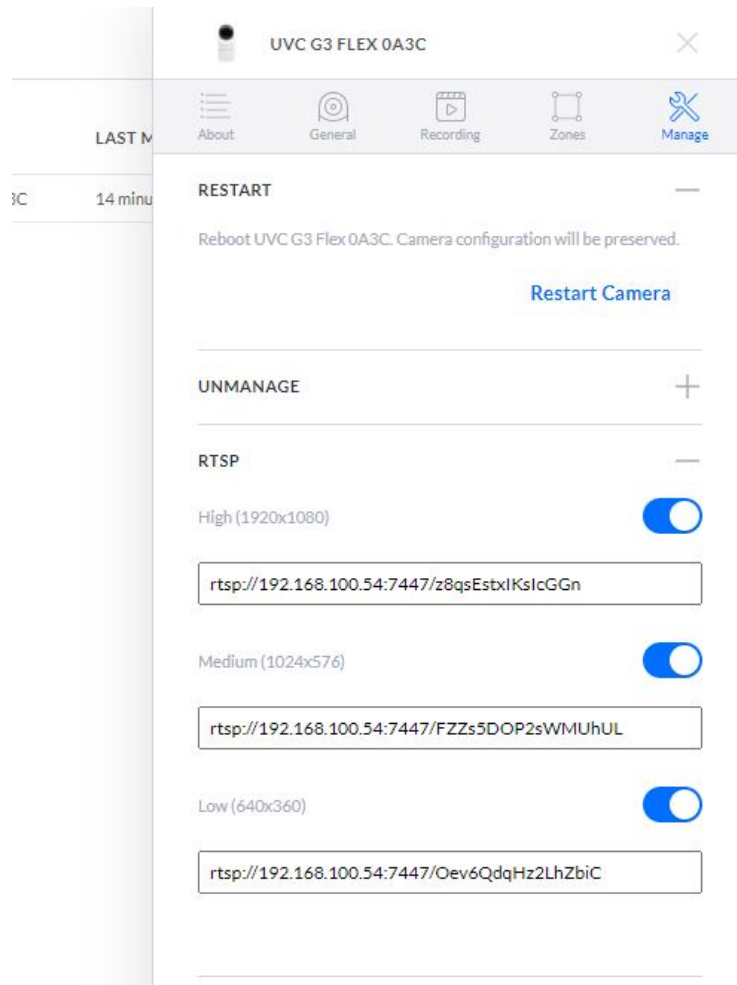 UVC G3 FLEX 0A3C
About General Recording Zones Manage
LAST M
3C 14 minu
RESTART
Reboot UVC G3 Flex 0A3C. Camera configuration will be preserved.
Restart Camera
UNMANAGE
RTSP
High (1920x1080)
rtsp://192.168.100.54:7447/z8qsEstxIKsIcGGn
Medium (1024x576)
rtsp://192.168.100.54:7447/FZZs5DOP2sWMUhUL
Low (640x360)
rtsp://192.168.100.54:7447/Oev6QdqHz2LhZbiC